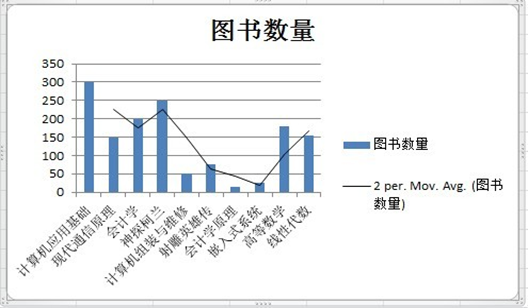 图书数量
350
300
250
200
150
100
50
0
计算机应用基础
现代通信原理
会计学
神探柯兰
计算机组装与维修
射雕英雄传
会计学原理
嵌入式系统
高等数学
线性代数
图书数量
2 per. Mov. Avg. (图书
数量)